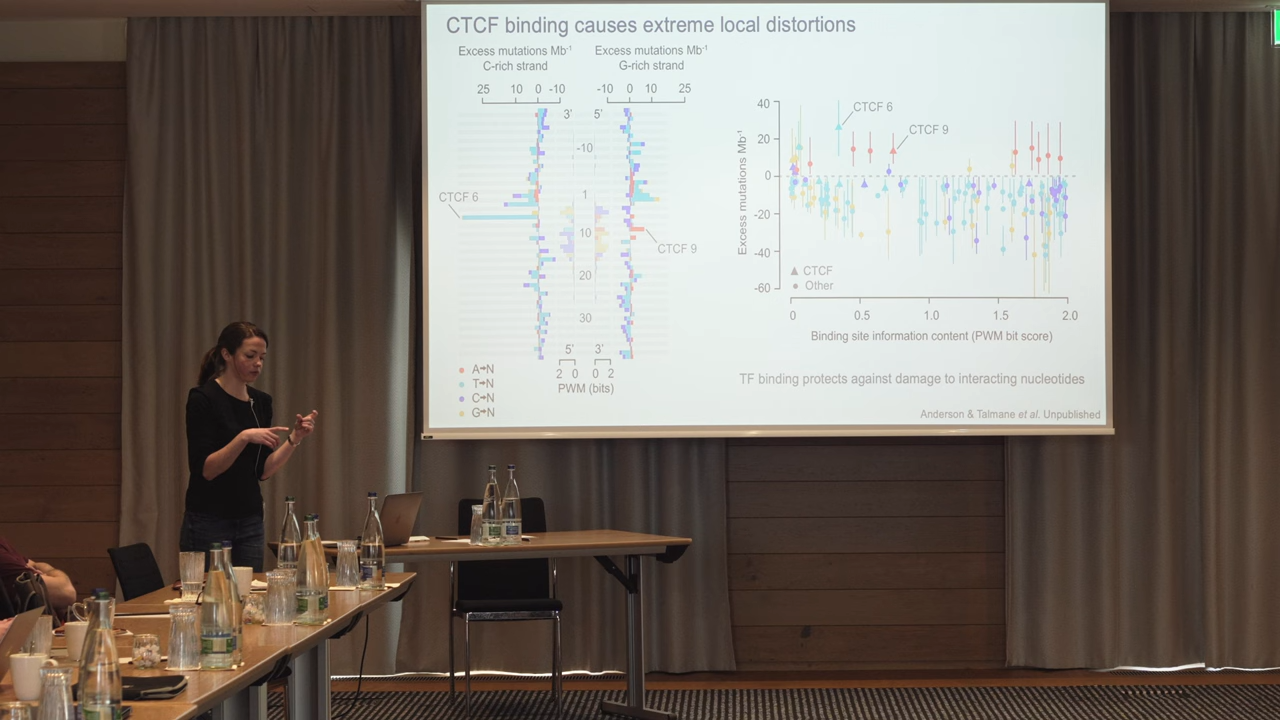 CTCF binding causes extreme local distortions
Excess mutations Mb⁻¹
C-rich strand
Excess mutations Mb⁻¹
G-rich strand
25 10 0 -10
-10 0 10 25
3' 5'
-10
1
10
20
30
CTCF 6
CTCF 9
5' 3'
2 0 0 2
PWM (bits)
A➔N
T➔N
C➔N
G➔N
Excess mutations Mb⁻¹
40
20
0
-20
-40
-60
CTCF 6
CTCF 9
CTCF
Other
0 0.5 1.0 1.5 2.0
Binding site information content (PWM bit score)
TF binding protects against damage to interacting nucleotides
Anderson & Talmane et al. Unpublished